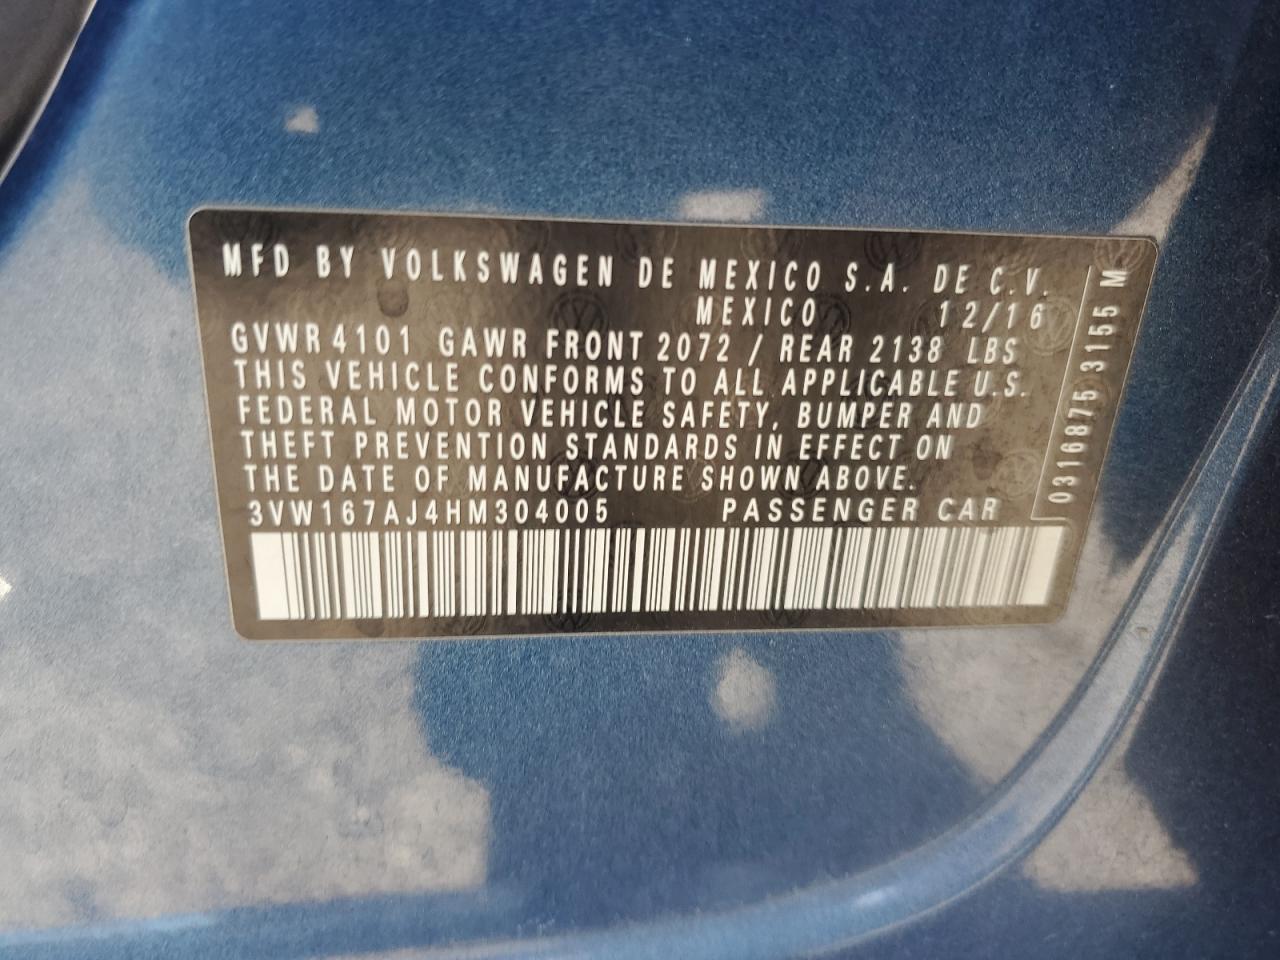 MFD BY VOLKSWAGEN DE MEXICO S.A. DE C.V.
MEXICO 12/16
GVWR 4101 GAWR FRONT 2072 / REAR 2138 LBS
THIS VEHICLE CONFORMS TO ALL APPLICABLE U.S.
FEDERAL MOTOR VEHICLE SAFETY, BUMPER AND
THEFT PREVENTION STANDARDS IN EFFECT ON
THE DATE OF MANUFACTURE SHOWN ABOVE.
3VW167AJ4HM304005 PASSENGER CAR
0316875 3155 M